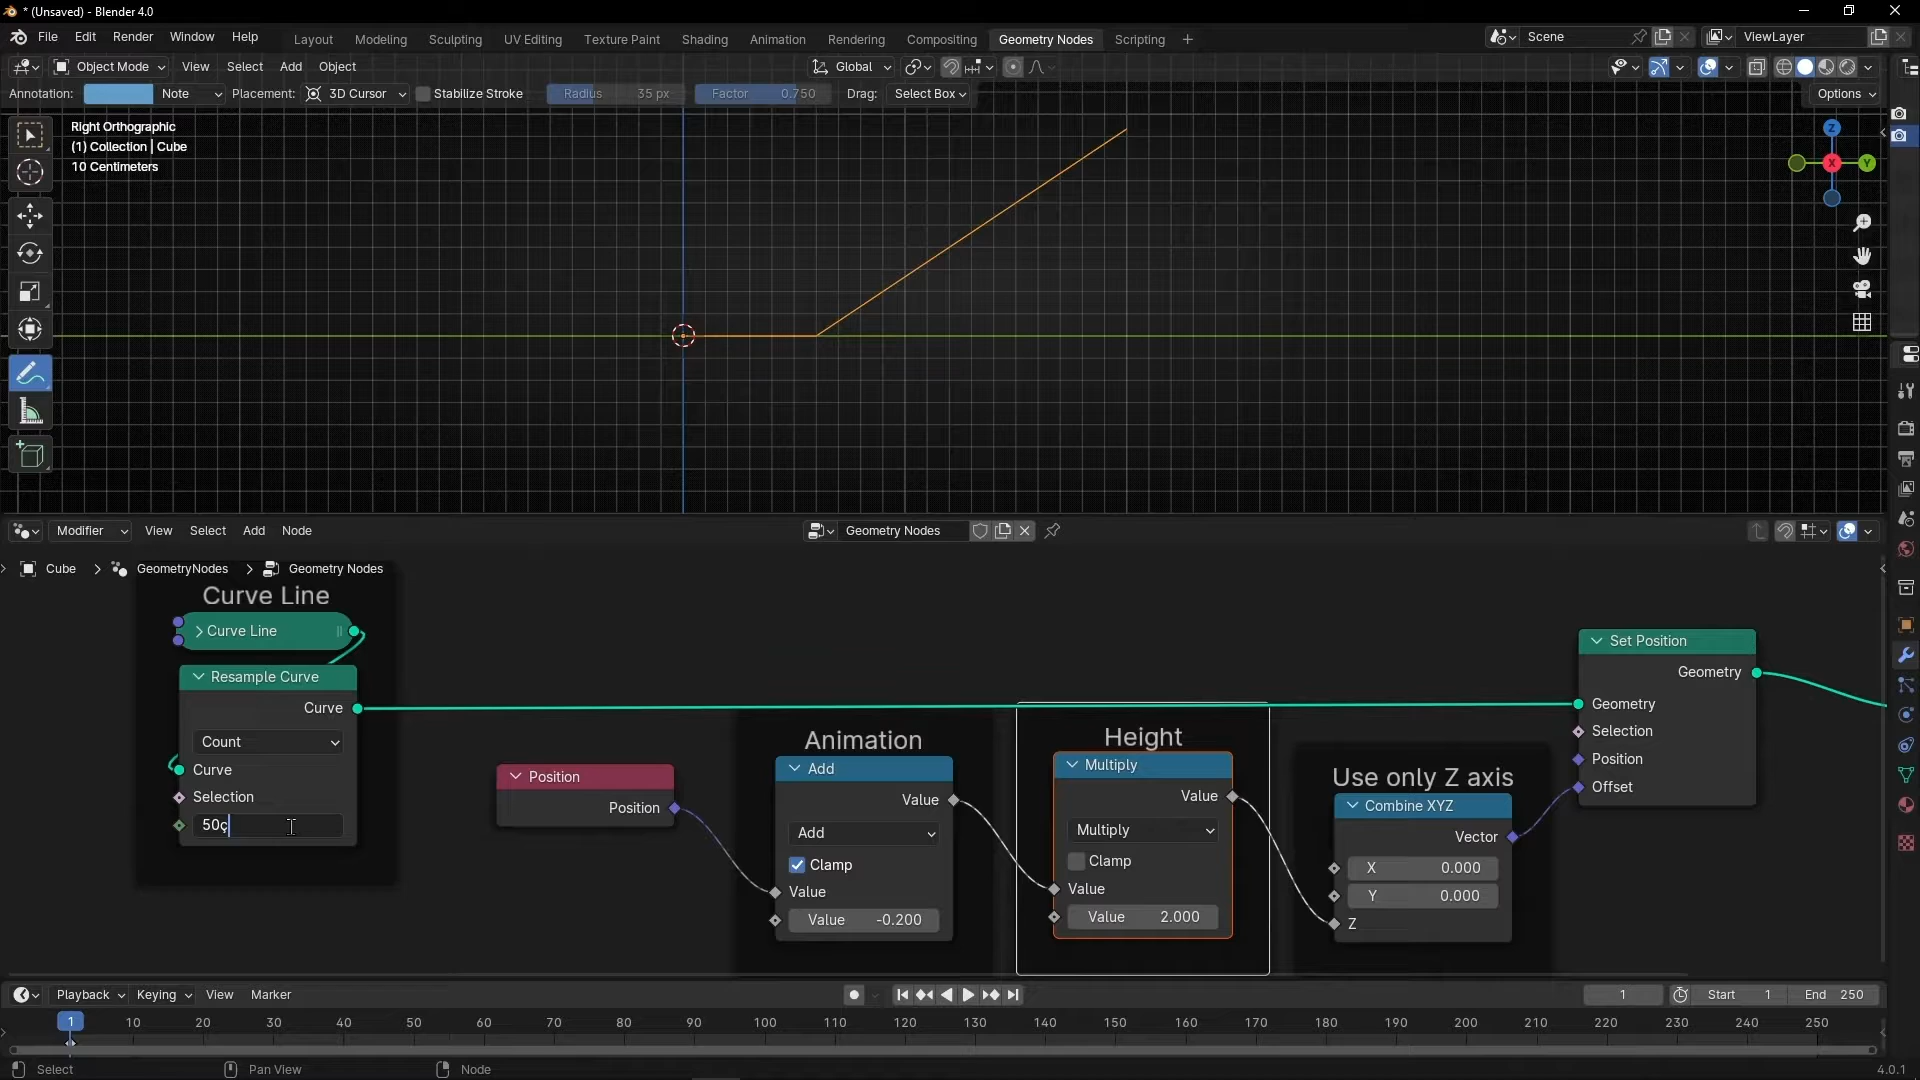 * (Unsaved) - Blender 4.0
File Edit Render Window Help Layout Modeling Sculpting UV Editing Texture Paint Shading Animation Rendering Compositing Geometry Nodes Scripting + Scene ViewLayer
Object Mode View Select Add Object Global
Annotation: Note Placement: 3D Cursor Stabilize Stroke Radius 35 px Factor 0.750 Drag: Select Box Options
Right Orthographic
(1) Collection | Cube
10 Centimeters
Z
X
Y
Modifier View Select Add Node Geometry Nodes
Cube > GeometryNodes > Geometry Nodes
Curve Line
Curve Line
Resample Curve
Curve
Count
Curve
Selection
50ç
Position
Position
Animation
Add
Value
Add
Clamp
Value
Value -0.200
Height
Multiply
Value
Multiply
Clamp
Value
Value 2.000
Use only Z axis
Combine XYZ
Vector
X 0.000
Y 0.000
Z
Set Position
Geometry
Geometry
Selection
Position
Offset
Playback Keying View Marker 1 Start 1 End 250
1 10 20 30 40 50 60 70 80 90 100 110 120 130 140 150 160 170 180 190 200 210 220 230 240 250
Select Pan View Node 4.0.1